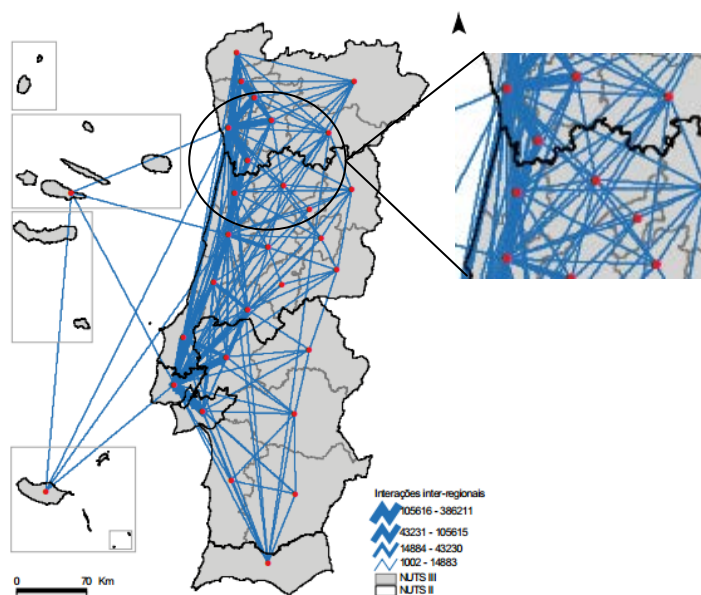 Interações inter-regionais
105616 - 386211
43231 - 105615
14884 - 43230
1002 - 14883
NUTS III
NUTS II
0 70 Km